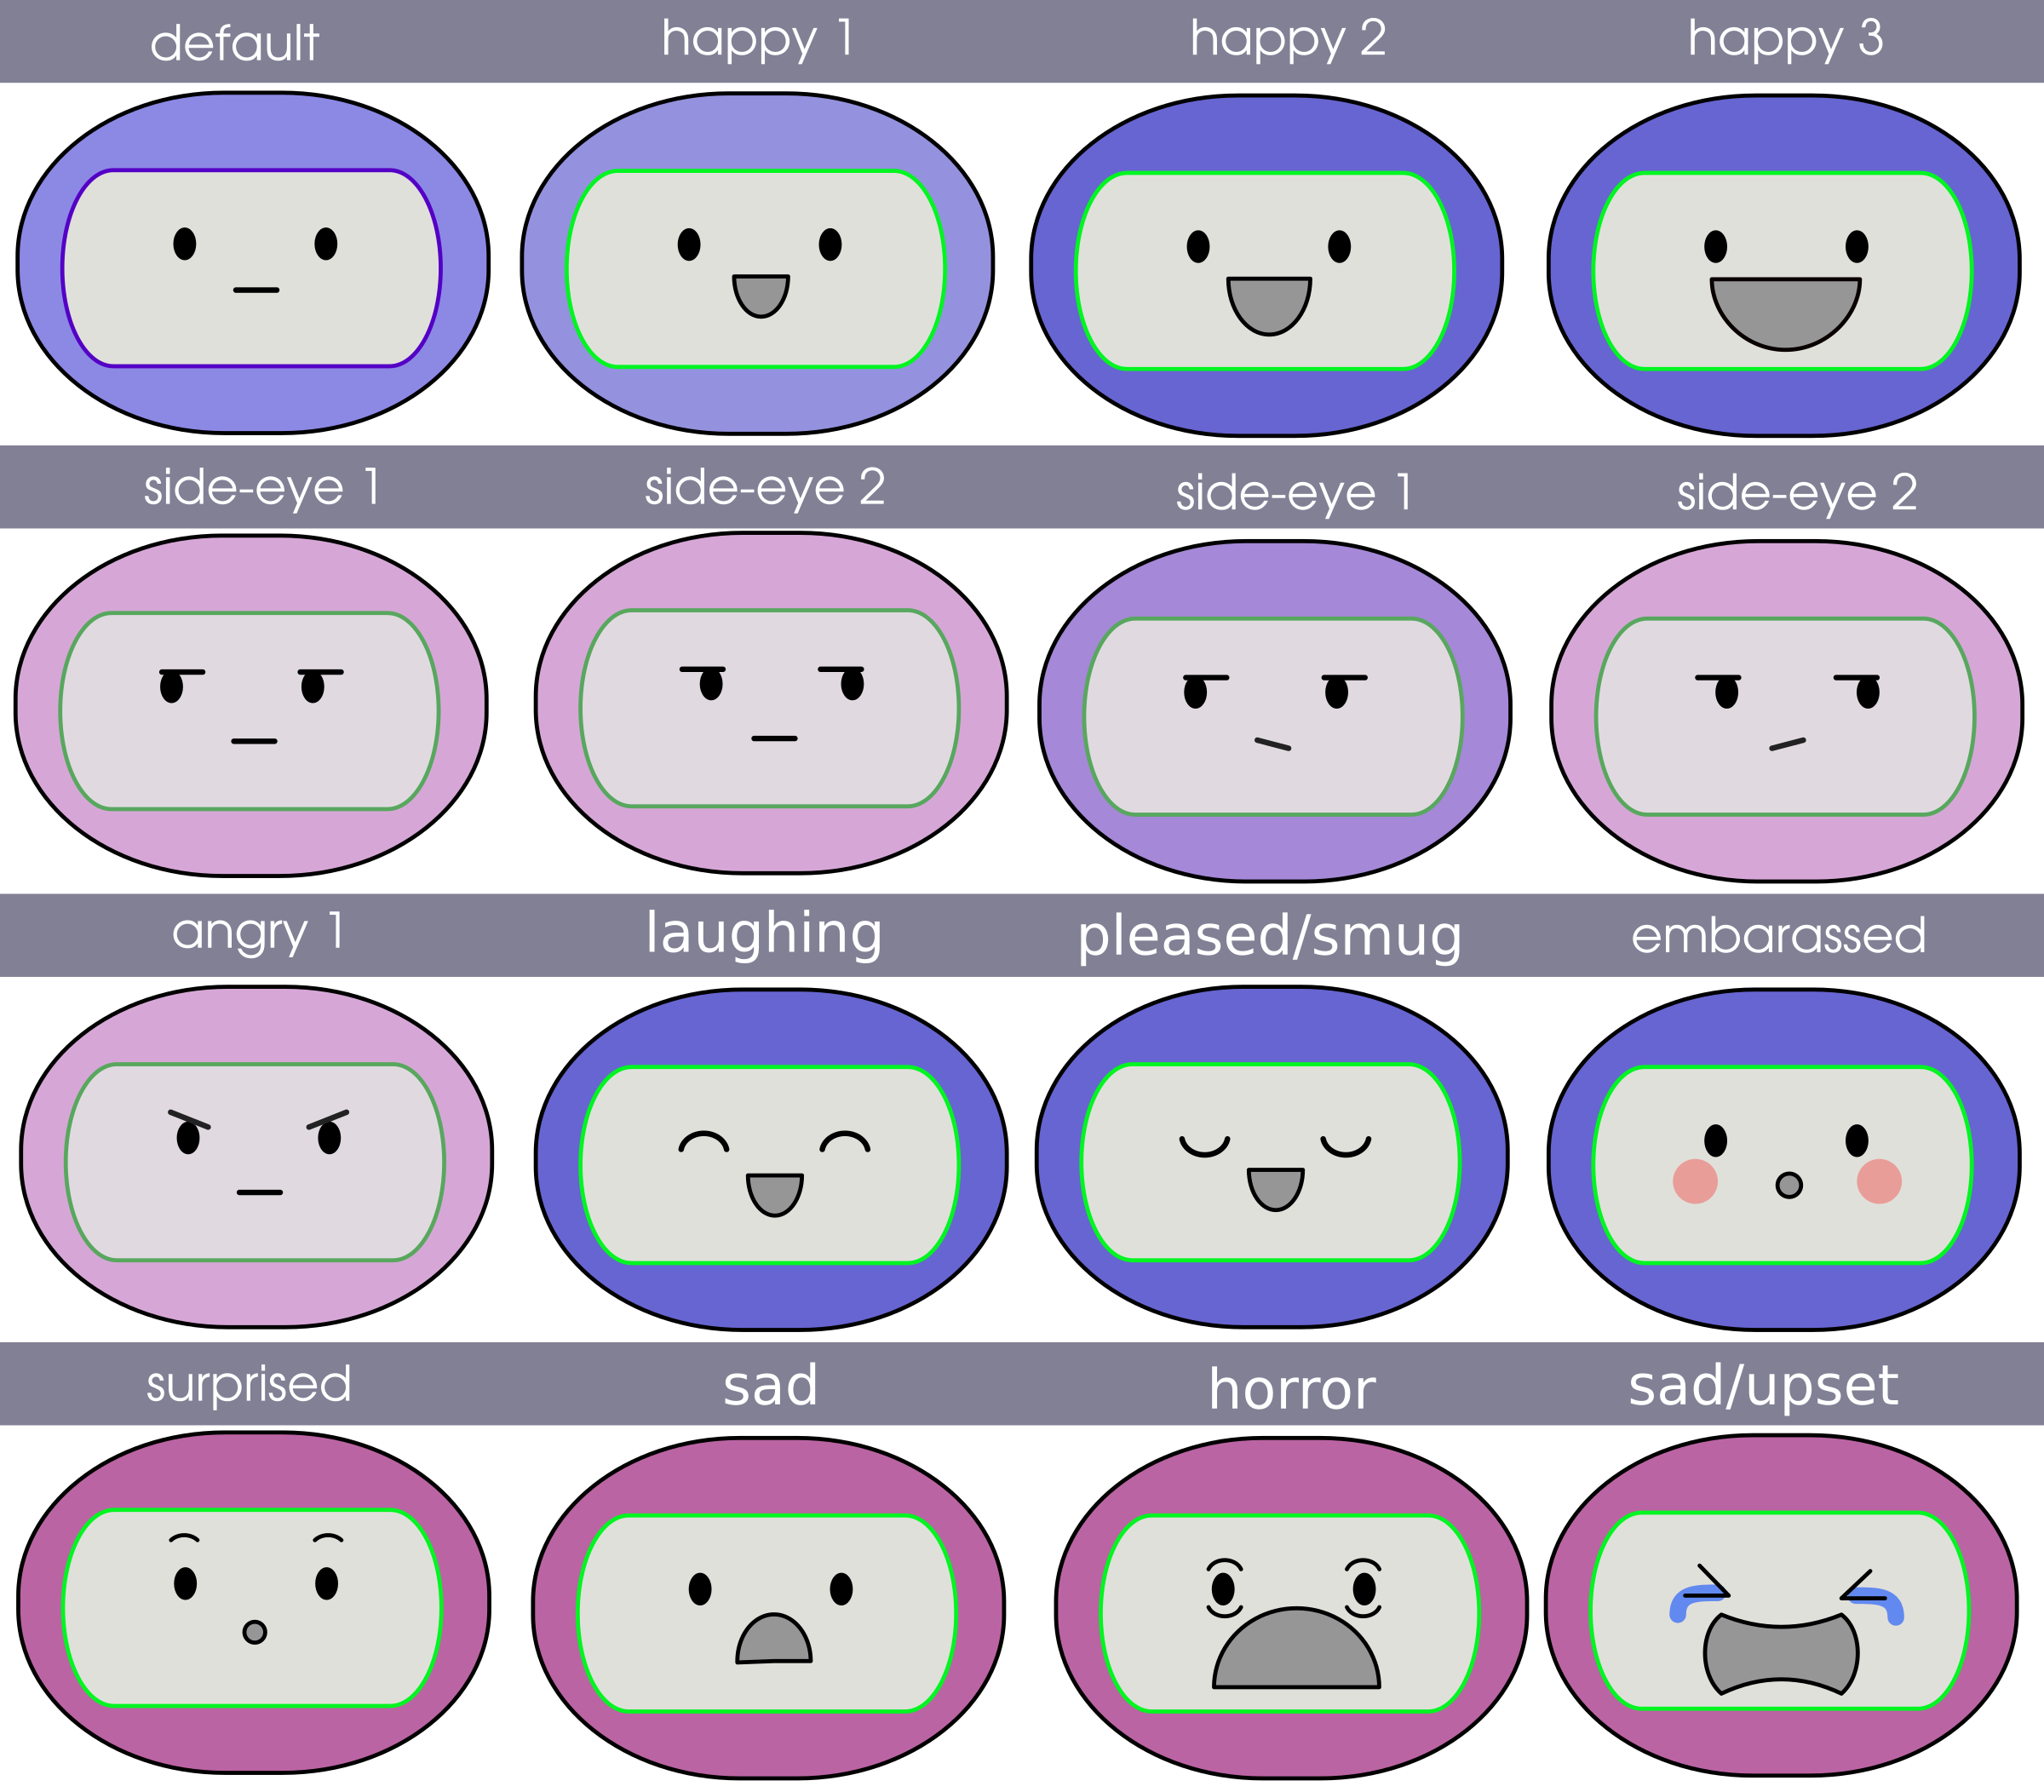 default happy 1 happy 2 happy 3
side-eye 1 side-eye 2 side-eye 1 side-eye 2
angry 1 laughing pleased/smug embarassed
surprised sad horror sad/upset